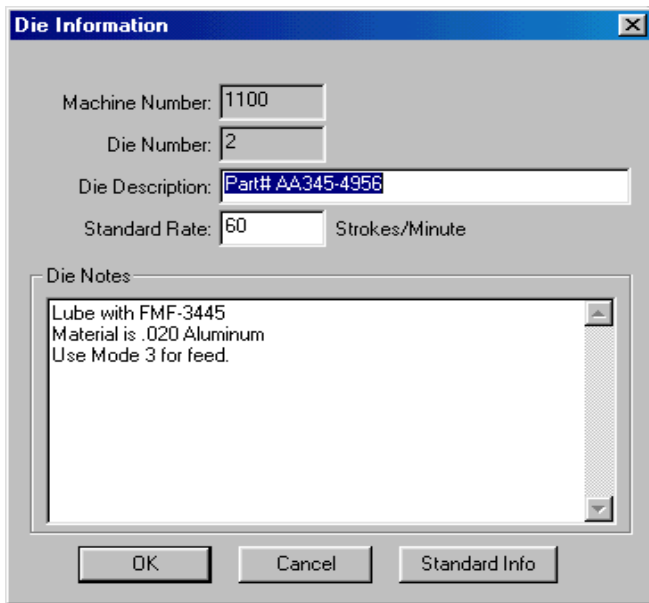 Die Information
Machine Number: 1100
Die Number: 2
Die Description: Part# AA345-4956
Standard Rate: 60 Strokes/Minute
Die Notes
Lube with FMF-3445
Material is .020 Aluminum
Use Mode 3 for feed.
OK Cancel Standard Info